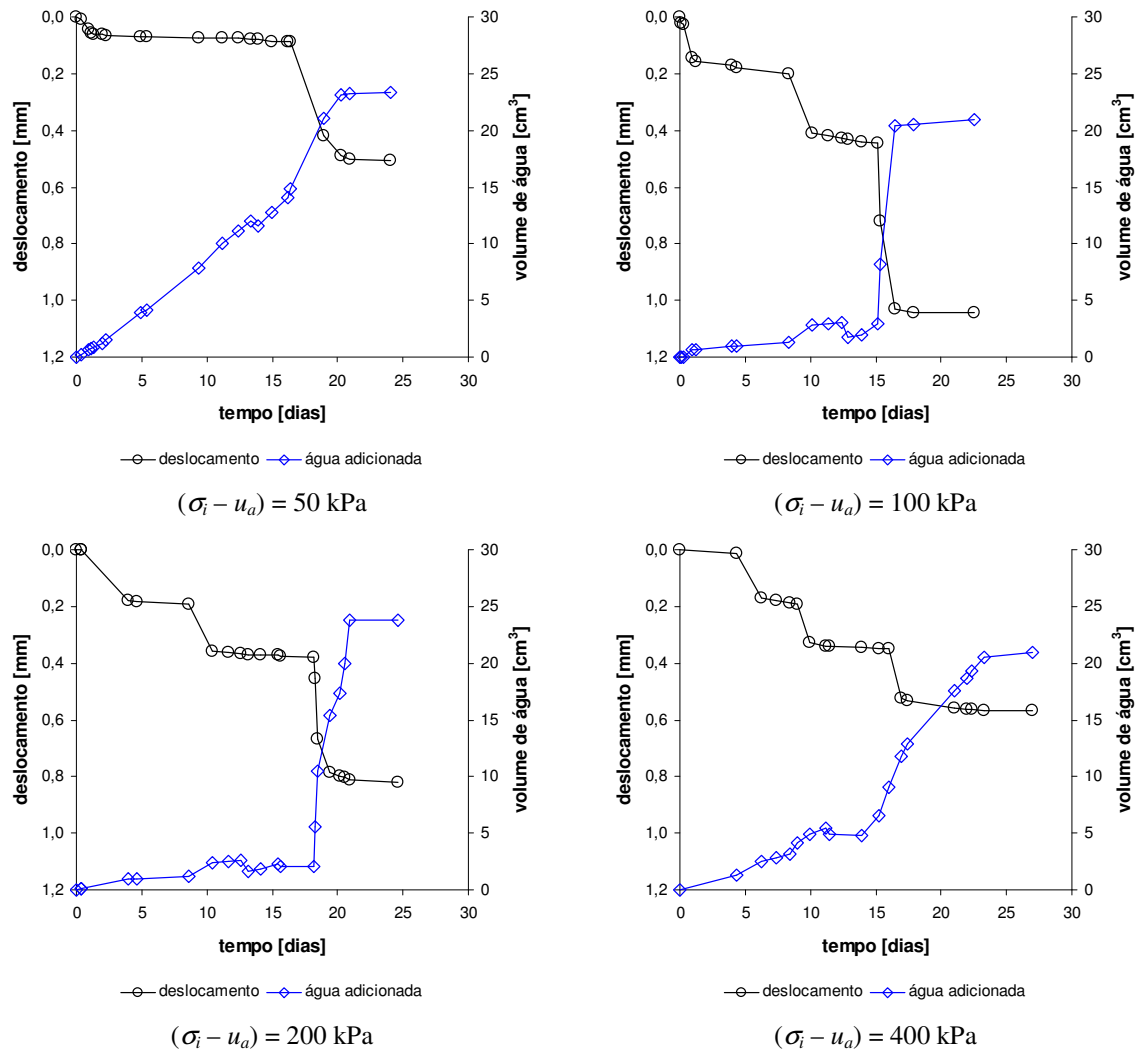 0,0
0,2
0,4
0,6
0,8
1,0
1,2
deslocamento [mm]
30
25
20
15
10
5
0
volume de água [cm³]
0 5 10 15 20 25 30
tempo [dias]
deslocamento água adicionada
(σi – ua) = 50 kPa
0,0
0,2
0,4
0,6
0,8
1,0
1,2
deslocamento [mm]
30
25
20
15
10
5
0
volume de água [cm³]
0 5 10 15 20 25 30
tempo [dias]
deslocamento água adicionada
(σi – ua) = 100 kPa
0,0
0,2
0,4
0,6
0,8
1,0
1,2
deslocamento [mm]
30
25
20
15
10
5
0
volume de água [cm³]
0 5 10 15 20 25 30
tempo [dias]
deslocamento água adicionada
(σi – ua) = 200 kPa
0,0
0,2
0,4
0,6
0,8
1,0
1,2
deslocamento [mm]
30
25
20
15
10
5
0
volume de água [cm³]
0 5 10 15 20 25 30
tempo [dias]
deslocamento água adicionada
(σi – ua) = 400 kPa